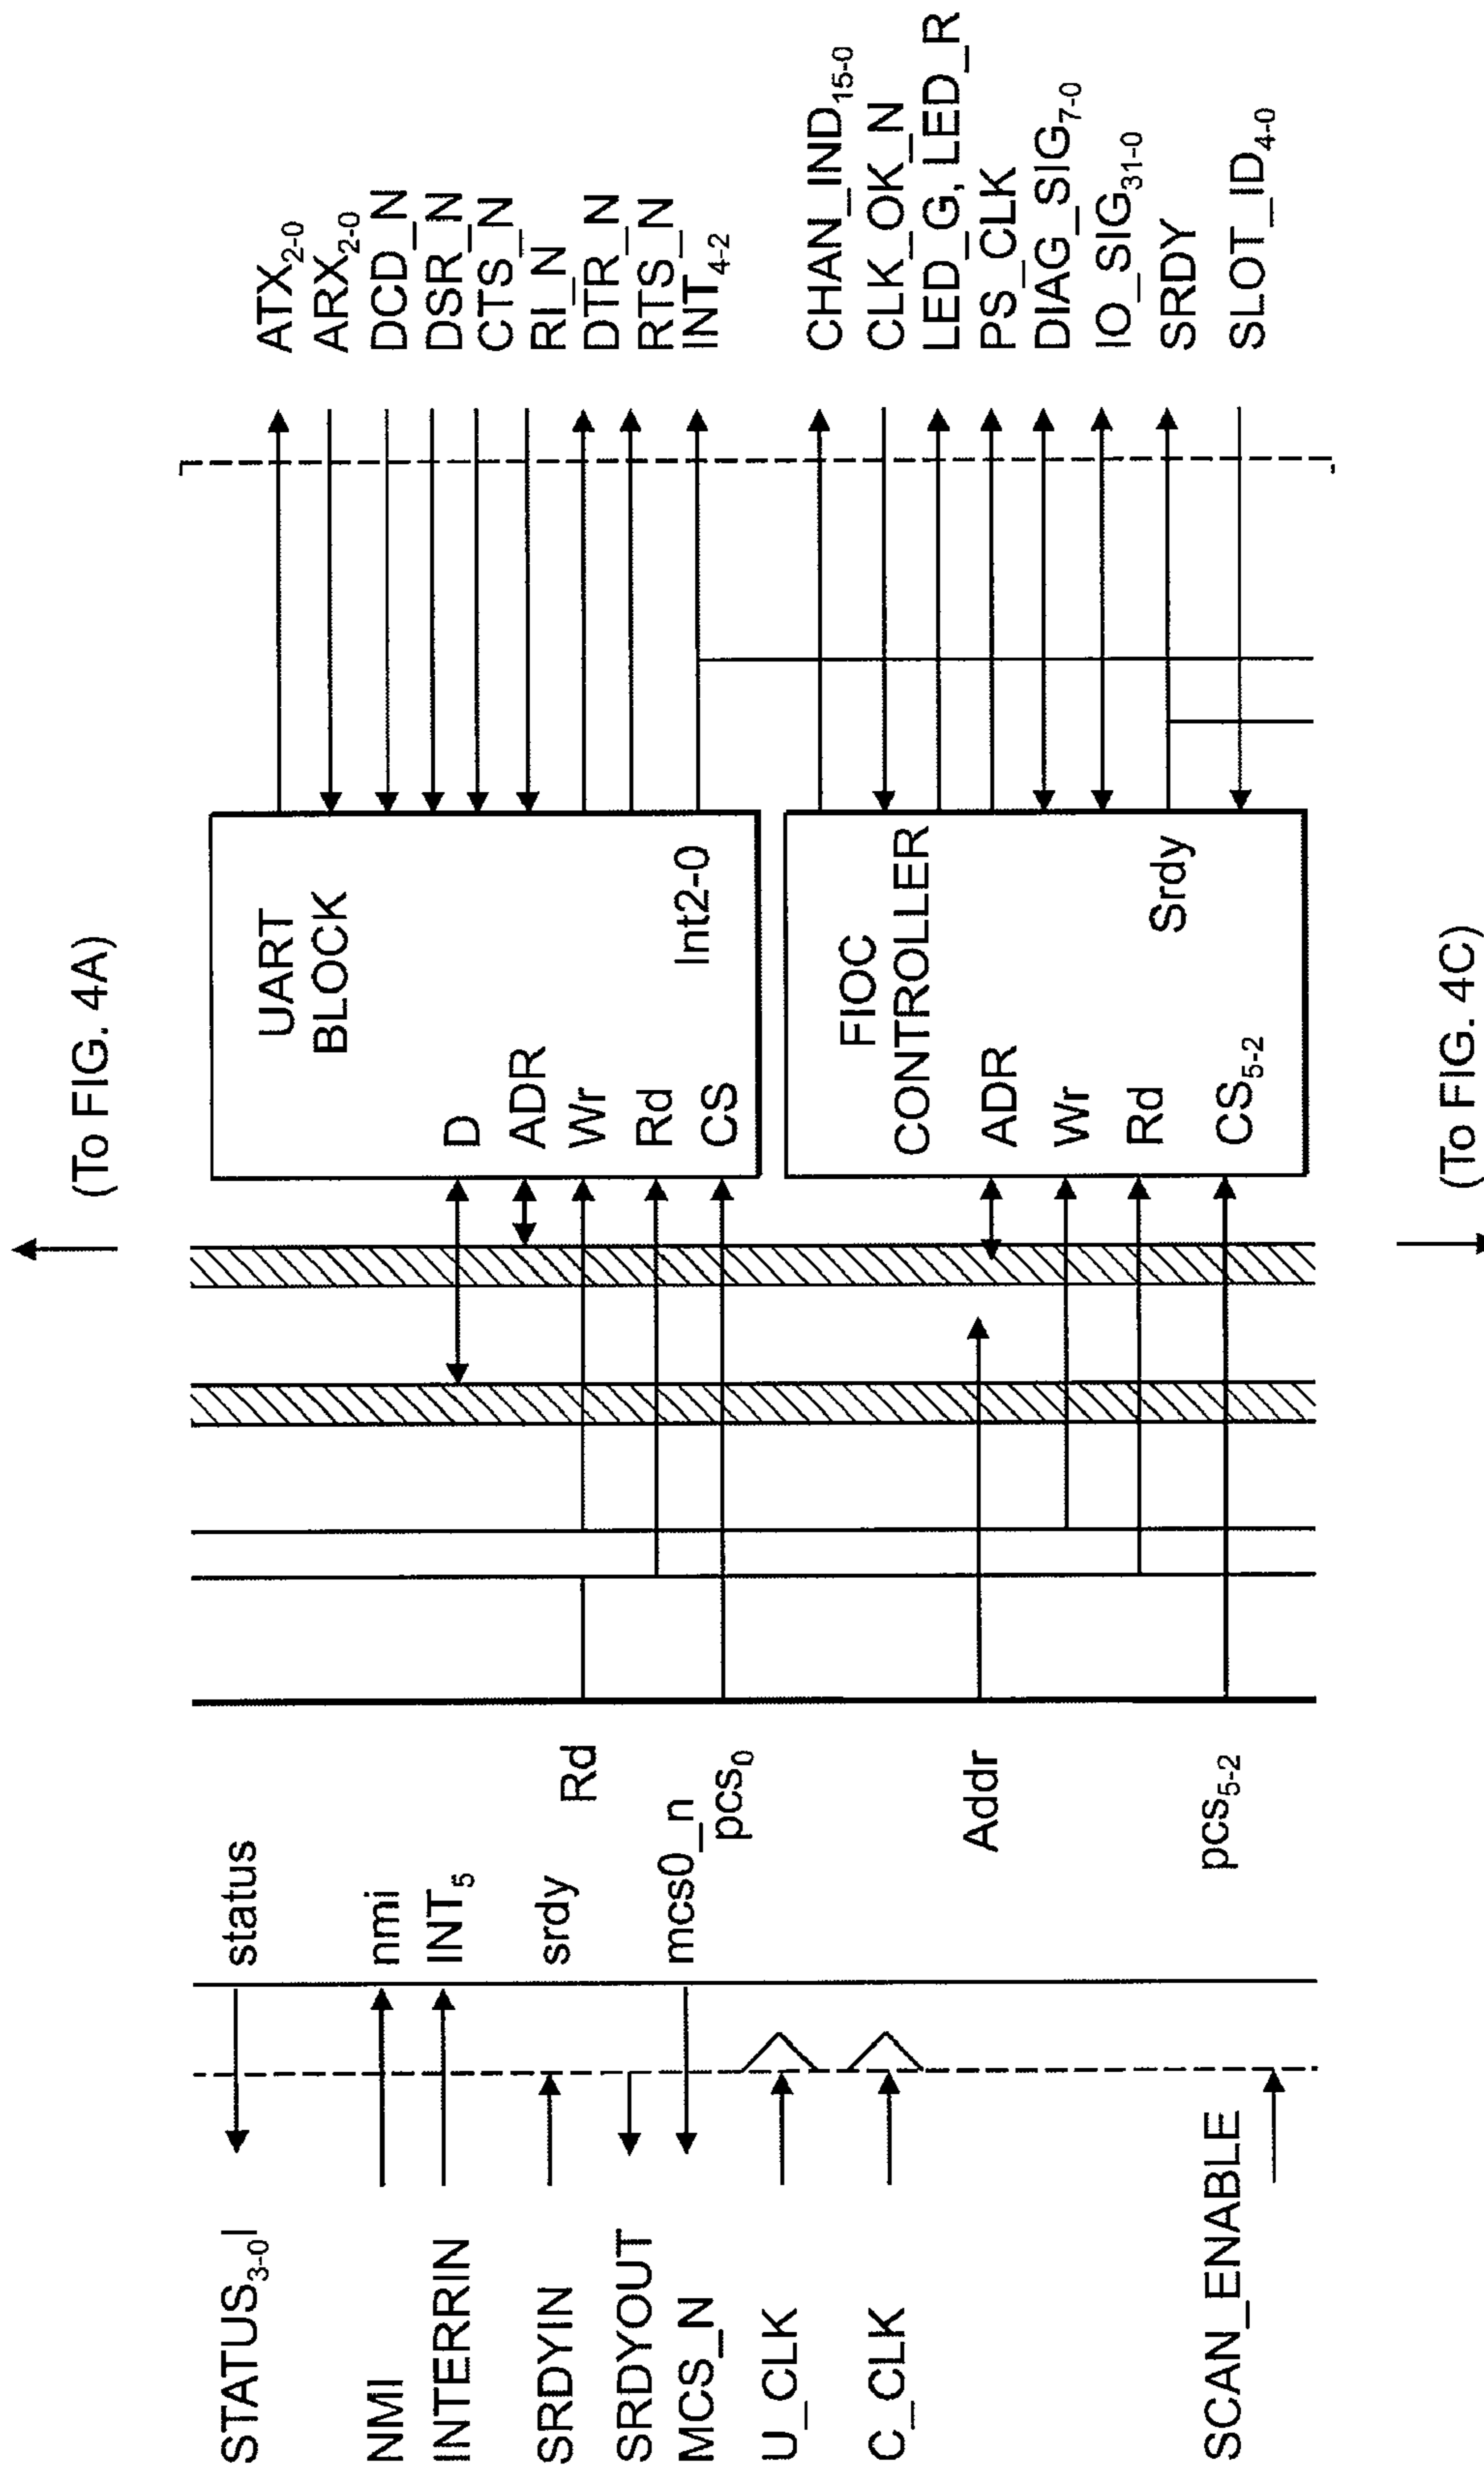 (To FIG. 4A)
STATUS3-0|
NMI
INTERRIN
SRDYIN
SRDYOUT
MCS_N
U_CLK
C_CLK
SCAN_ENABLE
status
nmi
INT5
srdy
mcs0_n
Rd
pcs0
Addr
pcs5-2
UART
BLOCK
D
ADR
Wr
Rd
CS
Int2-0
FIOC
CONTROLLER
ADR
Wr
Rd
CS5-2
Srdy
ATX2-0
ARX2-0
DCD_N
DSR_N
CTS_N
RI_N
DTR_N
RTS_N
INT4-2
CHAN_IND15-0
CLK_OK_N
LED_G, LED_R
PS_CLK
DIAG_SIG7-0
IO_SIG31-0
SRDY
SLOT_ID4-0
(To FIG. 4C)